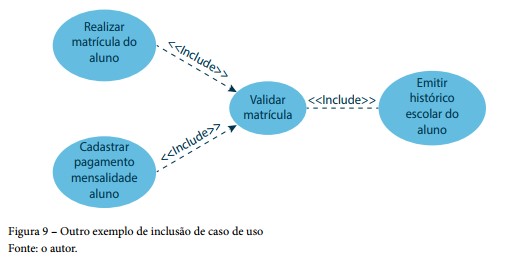 Realizar
matrícula do
aluno
<<Include>>
Validar
matrícula
<<Include>>
Emitir
histórico
escolar do
aluno
<<Include>>
Cadastrar
pagamento
mensalidade
aluno
Figura 9 – Outro exemplo de inclusão de caso de uso
Fonte: o autor.